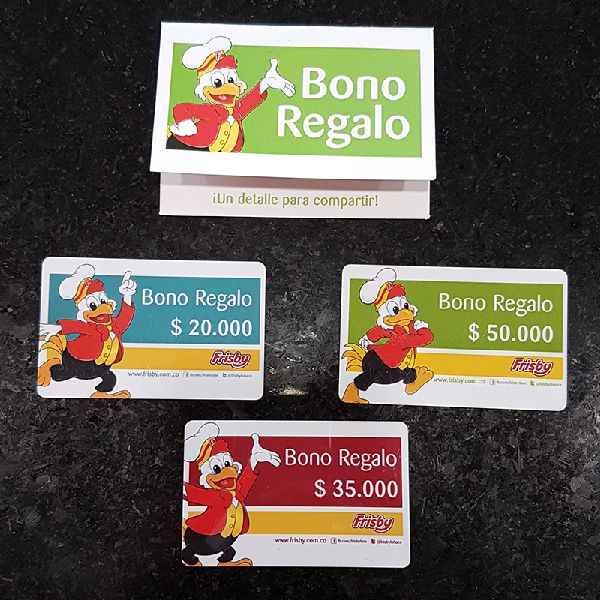 Bono
Regalo
¡Un detalle para compartir!
Bono Regalo
$ 20.000
Frisby
www.frisby.com.co
Bono Regalo
$ 50.000
Frisby
www.frisby.com.co
Bono Regalo
$ 35.000
Frisby
www.frisby.com.co